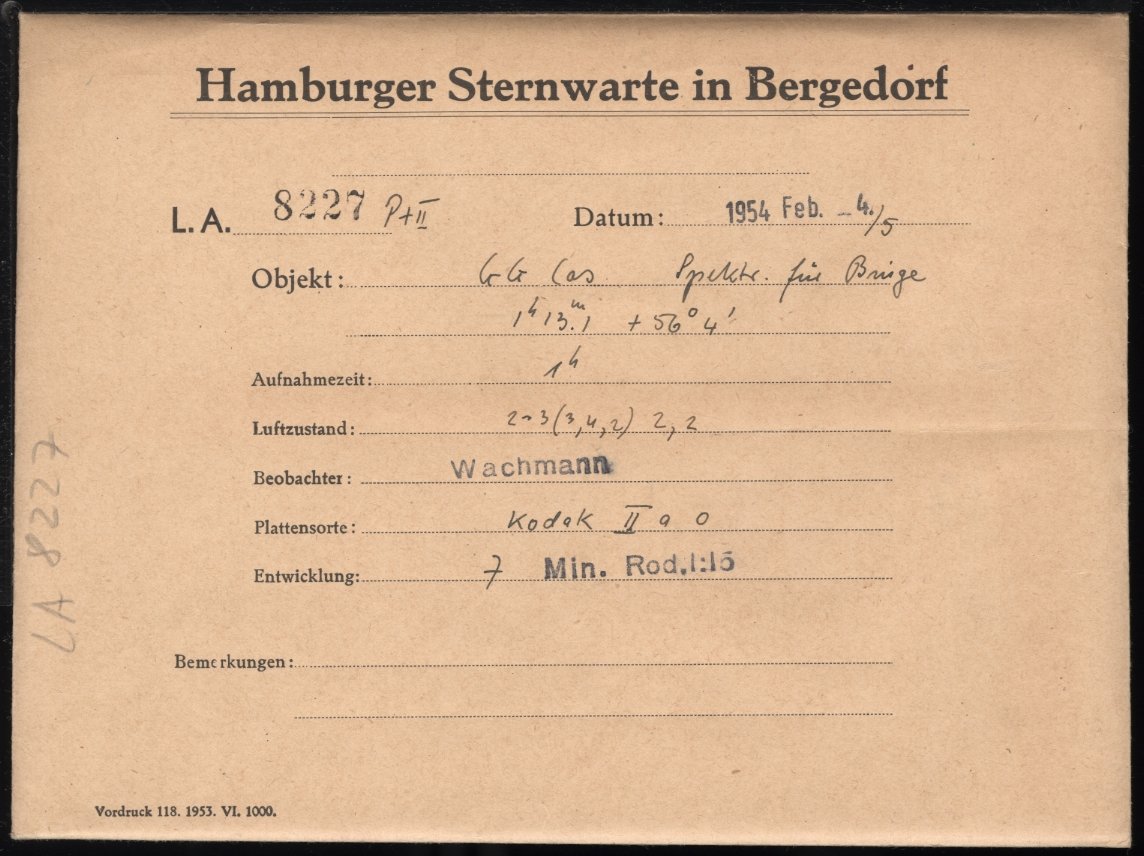 Hamburger Sternwarte in Bergedorf
L.A. 8227 P+II Datum: 1954 Feb. -4./5
Objekt: GG Cas Spektr. für Bringe
1ʰ13.ᵐ1 +56° 4'
Aufnahmezeit: 1ʰ
Luftzustand: 2-3(3,4,2) 2,2
Beobachter: Wachmann
Plattensorte: Kodak II a O
Entwicklung: 7 Min. Rod.1:15
Bemerkungen:
Vordruck 118. 1953. VI. 1000.
LA 8227